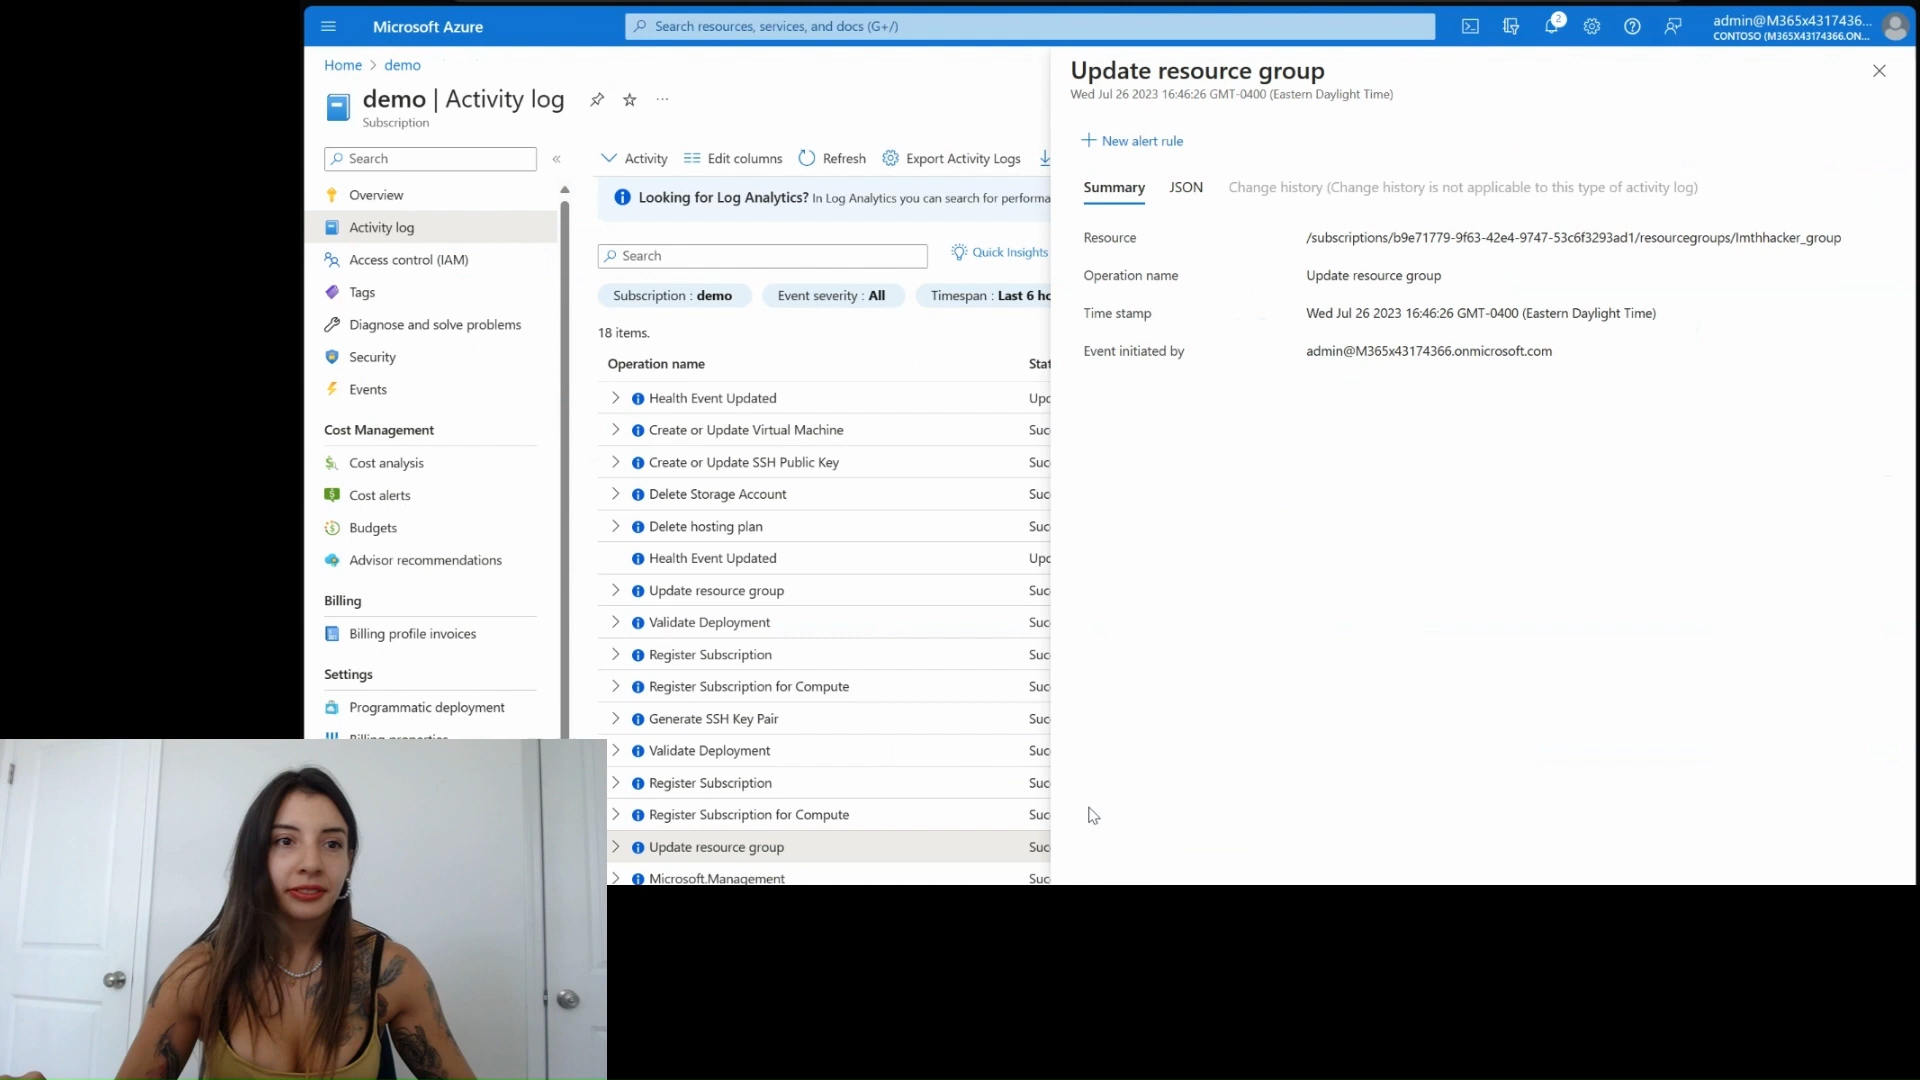 Microsoft Azure
Search resources, services, and docs (G+/)
2
admin@M365x4317436...
CONTOSO (M365X43174366.ON...
Home > demo
demo | Activity log
Subscription
Search
Overview
Activity log
Access control (IAM)
Tags
Diagnose and solve problems
Security
Events
Cost Management
Cost analysis
Cost alerts
Budgets
Advisor recommendations
Billing
Billing profile invoices
Settings
Programmatic deployment
Billing properties
Activity
Edit columns
Refresh
Export Activity Logs
Looking for Log Analytics? In Log Analytics you can search for performa
Search
Quick Insights
Subscription : demo
Event severity : All
Timespan : Last 6 ho
18 items.
Operation name
Stat
Health Event Updated
Upd
Create or Update Virtual Machine
Suc
Create or Update SSH Public Key
Suc
Delete Storage Account
Suc
Delete hosting plan
Suc
Health Event Updated
Upd
Update resource group
Suc
Validate Deployment
Suc
Register Subscription
Suc
Register Subscription for Compute
Suc
Generate SSH Key Pair
Suc
Validate Deployment
Suc
Register Subscription
Suc
Register Subscription for Compute
Suc
Update resource group
Suc
Microsoft.Management
Suc
Update resource group
Wed Jul 26 2023 16:46:26 GMT-0400 (Eastern Daylight Time)
New alert rule
Summary
JSON
Change history (Change history is not applicable to this type of activity log)
Resource
/subscriptions/b9e71779-9f63-42e4-9747-53c6f3293ad1/resourcegroups/Imthhacker_group
Operation name
Update resource group
Time stamp
Wed Jul 26 2023 16:46:26 GMT-0400 (Eastern Daylight Time)
Event initiated by
admin@M365x43174366.onmicrosoft.com